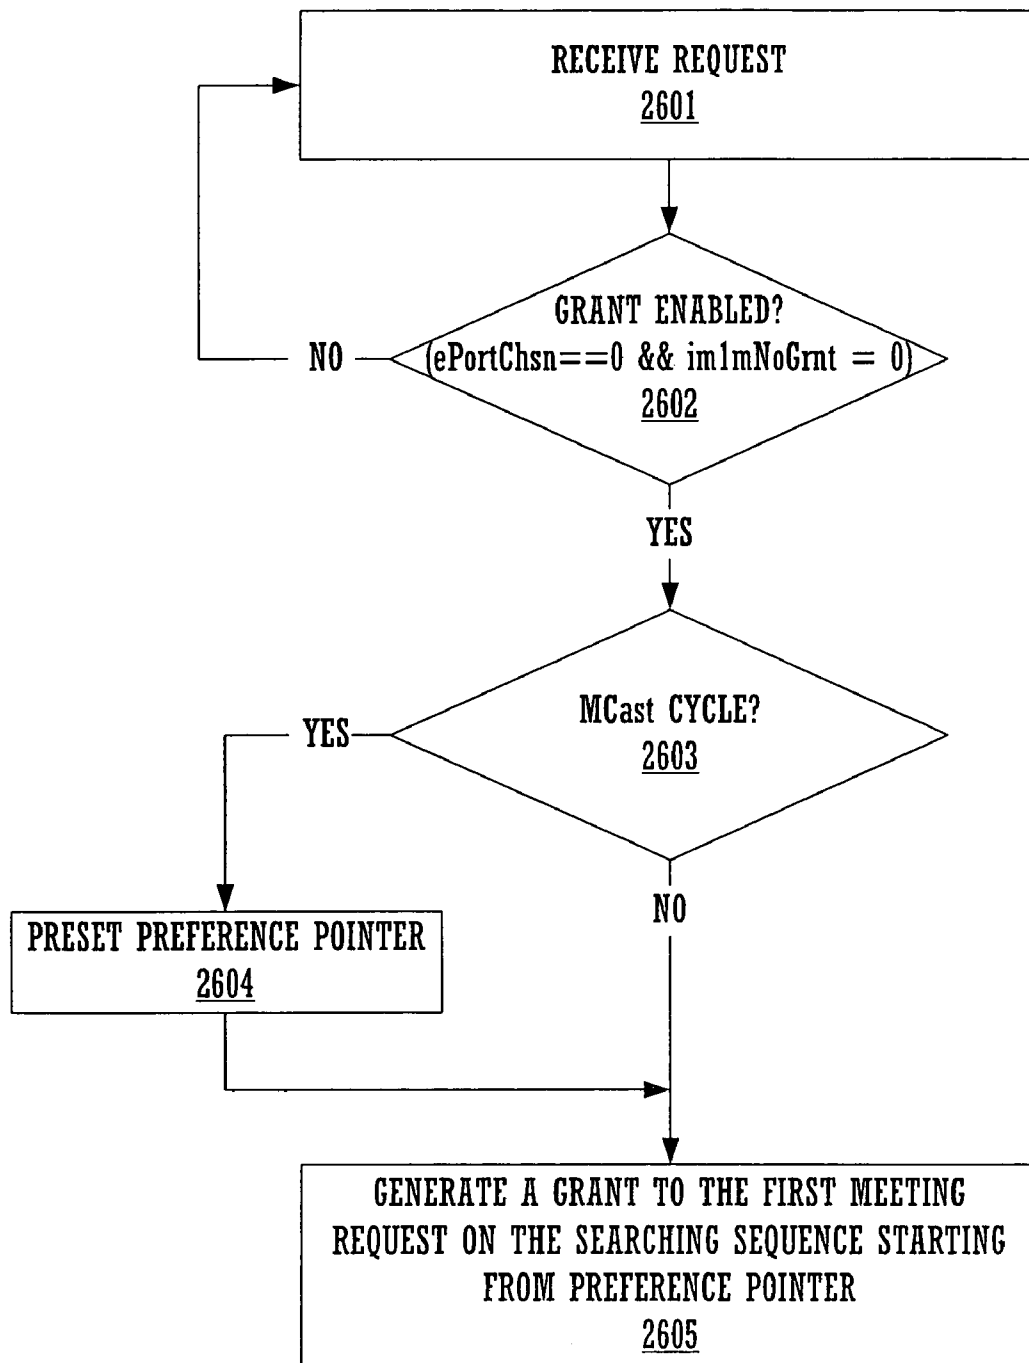 RECEIVE REQUEST
2601
GRANT ENABLED?
(ePortChsn==0 && im1mNoGrnt = 0)
NO
2602
YES
MCast CYCLE?
YES
2603
NO
PRESET PREFERENCE POINTER
2604
GENERATE A GRANT TO THE FIRST MEETING
REQUEST ON THE SEARCHING SEQUENCE STARTING
FROM PREFERENCE POINTER
2605